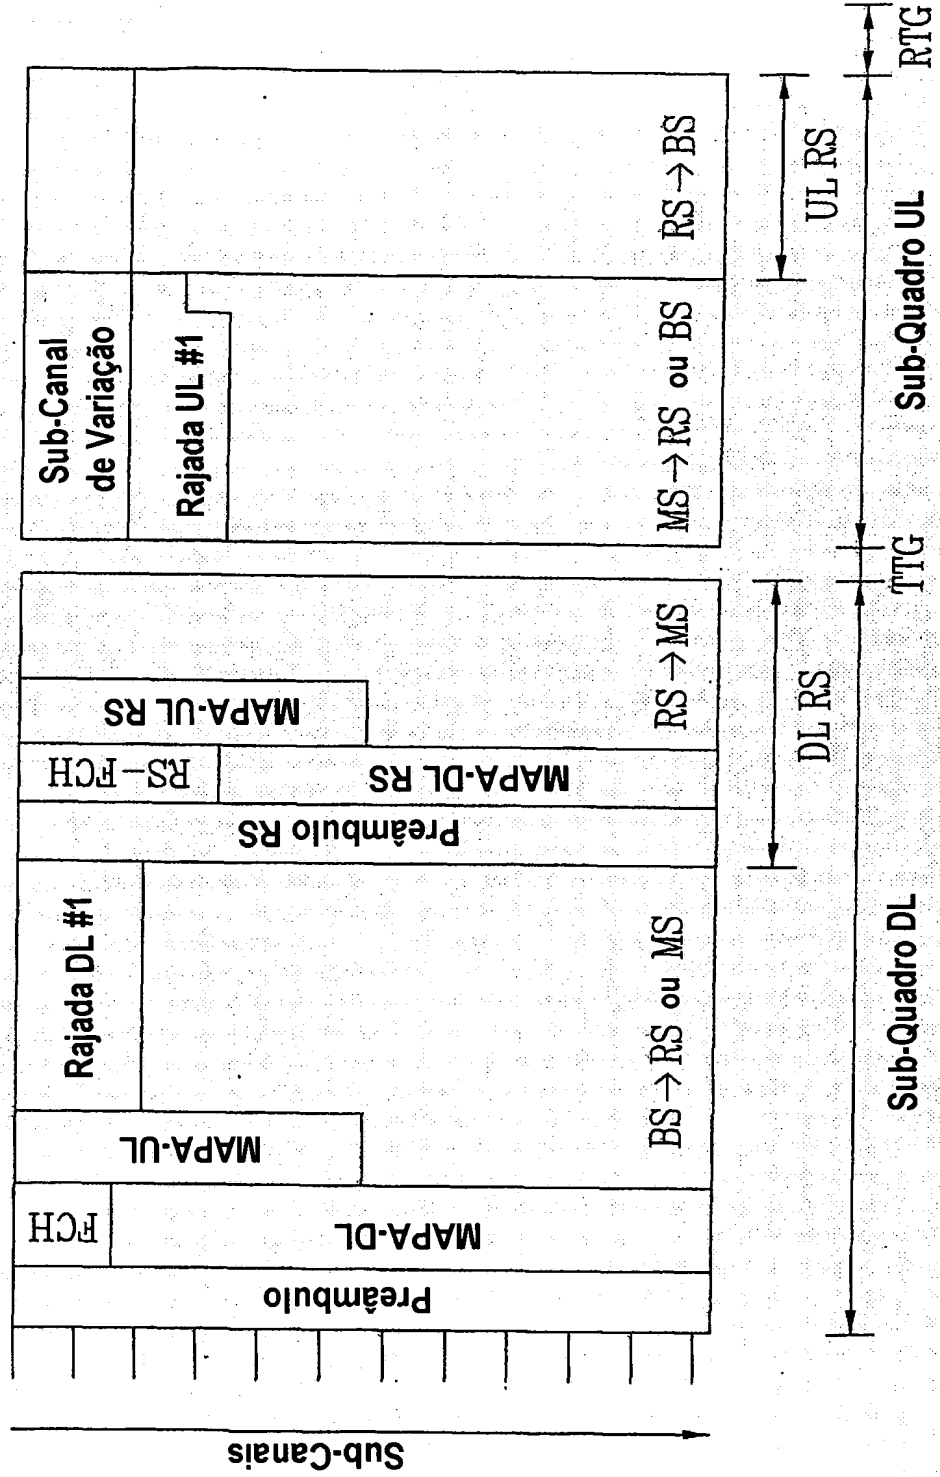 Sub-Canais
Preâmbulo
FCH
MAPA-DL
MAPA-UL
Rajada DL #1
BS→RS ou MS
Preâmbulo RS
RS-FCH
MAPA-DL RS
MAPA-UL RS
RS→MS
Sub-Canal
de Variação
Rajada UL #1
MS→RS ou BS
RS→BS
DL RS
UL RS
Sub-Quadro DL
TTG
Sub-Quadro UL
RTG